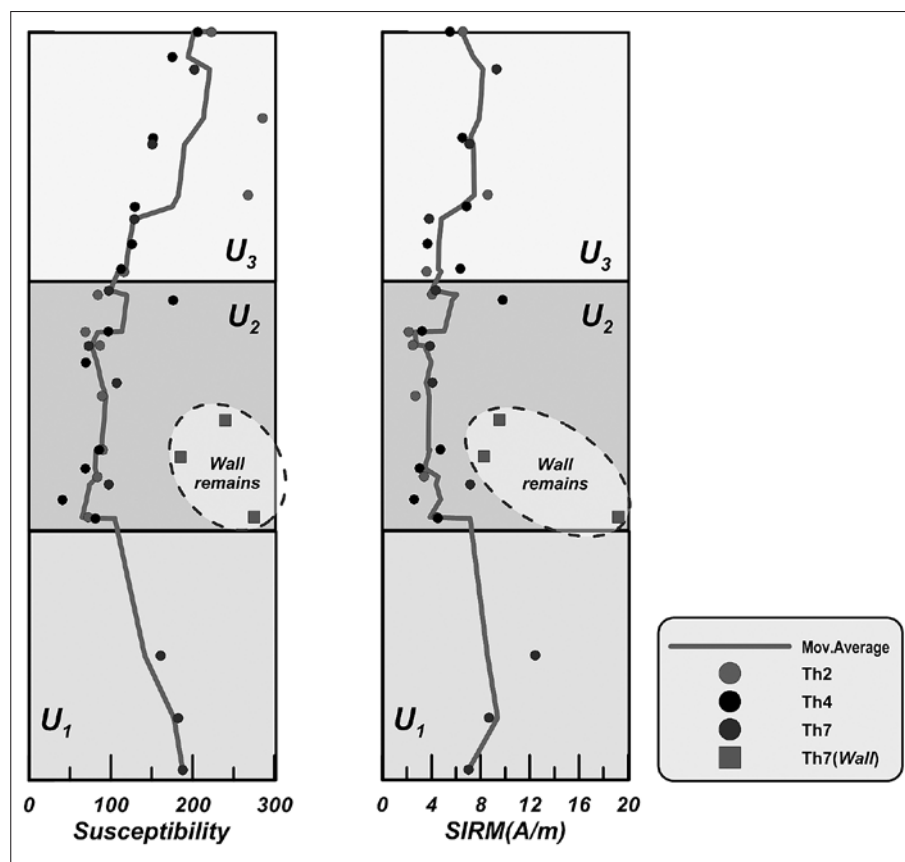 U3
U3
U2
U2
Wall
remains
Wall
remains
U1
U1
0 100 200 300
0 4 8 12 16 20
Susceptibility
SIRM(A/m)
Mov.Average
Th2
Th4
Th7
Th7(Wall)